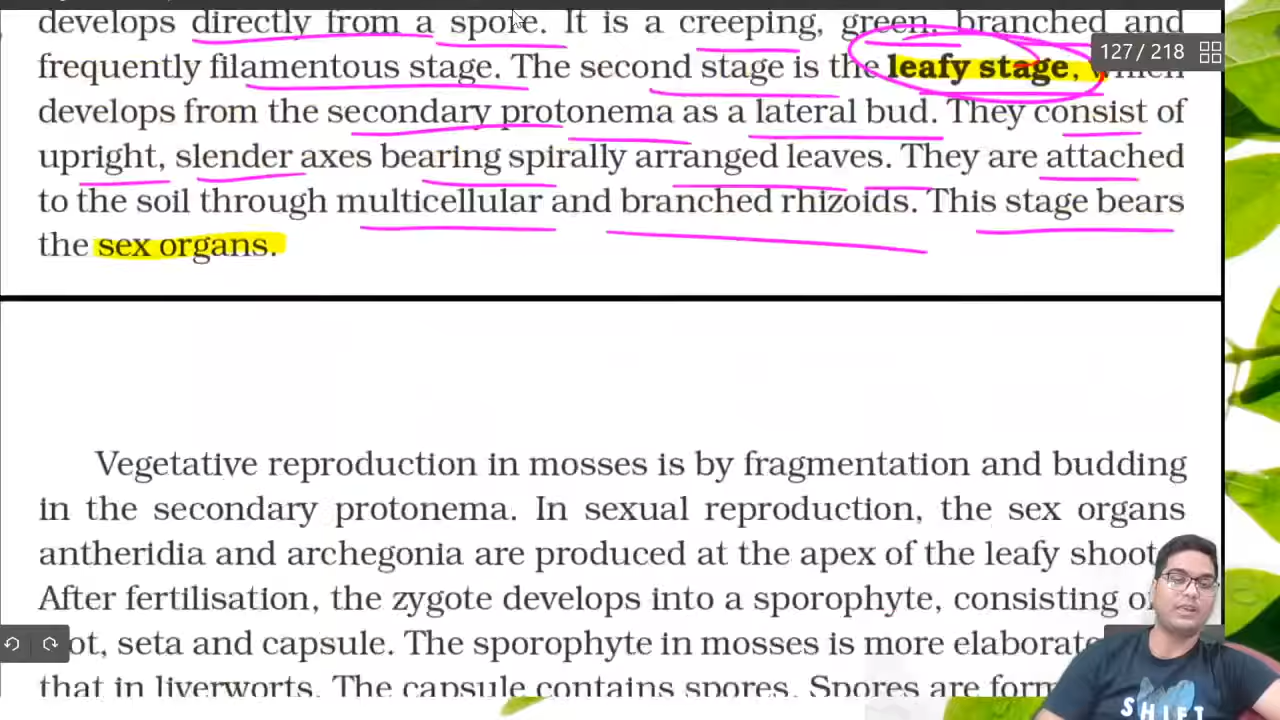 develops directly from a spore. It is a creeping, green, branched and
frequently filamentous stage. The second stage is the leafy stage, which
127 / 218
develops from the secondary protonema as a lateral bud. They consist of
upright, slender axes bearing spirally arranged leaves. They are attached
to the soil through multicellular and branched rhizoids. This stage bears
the sex organs.
Vegetative reproduction in mosses is by fragmentation and budding
in the secondary protonema. In sexual reproduction, the sex organs
antheridia and archegonia are produced at the apex of the leafy shoot
After fertilisation, the zygote develops into a sporophyte, consisting
seta and capsule. The sporophyte in mosses is more elaborate
that in liverworts. The capsule contains spores. Spores are
SHIFT